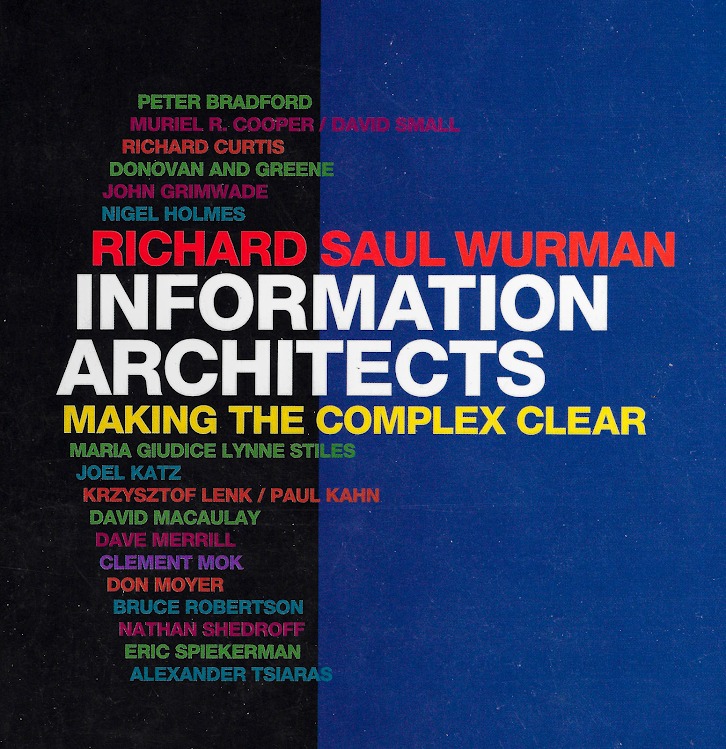 PETER BRADFORD
MURIEL R. COOPER / DAVID SMALL
RICHARD CURTIS
DONOVAN AND GREENE
JOHN GRIMWADE
NIGEL HOLMES
RICHARD SAUL WURMAN
INFORMATION
ARCHITECTS
MAKING THE COMPLEX CLEAR
MARIA GIUDICE LYNNE STILES
JOEL KATZ
KRZYSZTOF LENK / PAUL KAHN
DAVID MACAULAY
DAVE MERRILL
CLEMENT MOK
DON MOYER
BRUCE ROBERTSON
NATHAN SHEDROFF
ERIC SPIEKERMAN
ALEXANDER TSIARAS